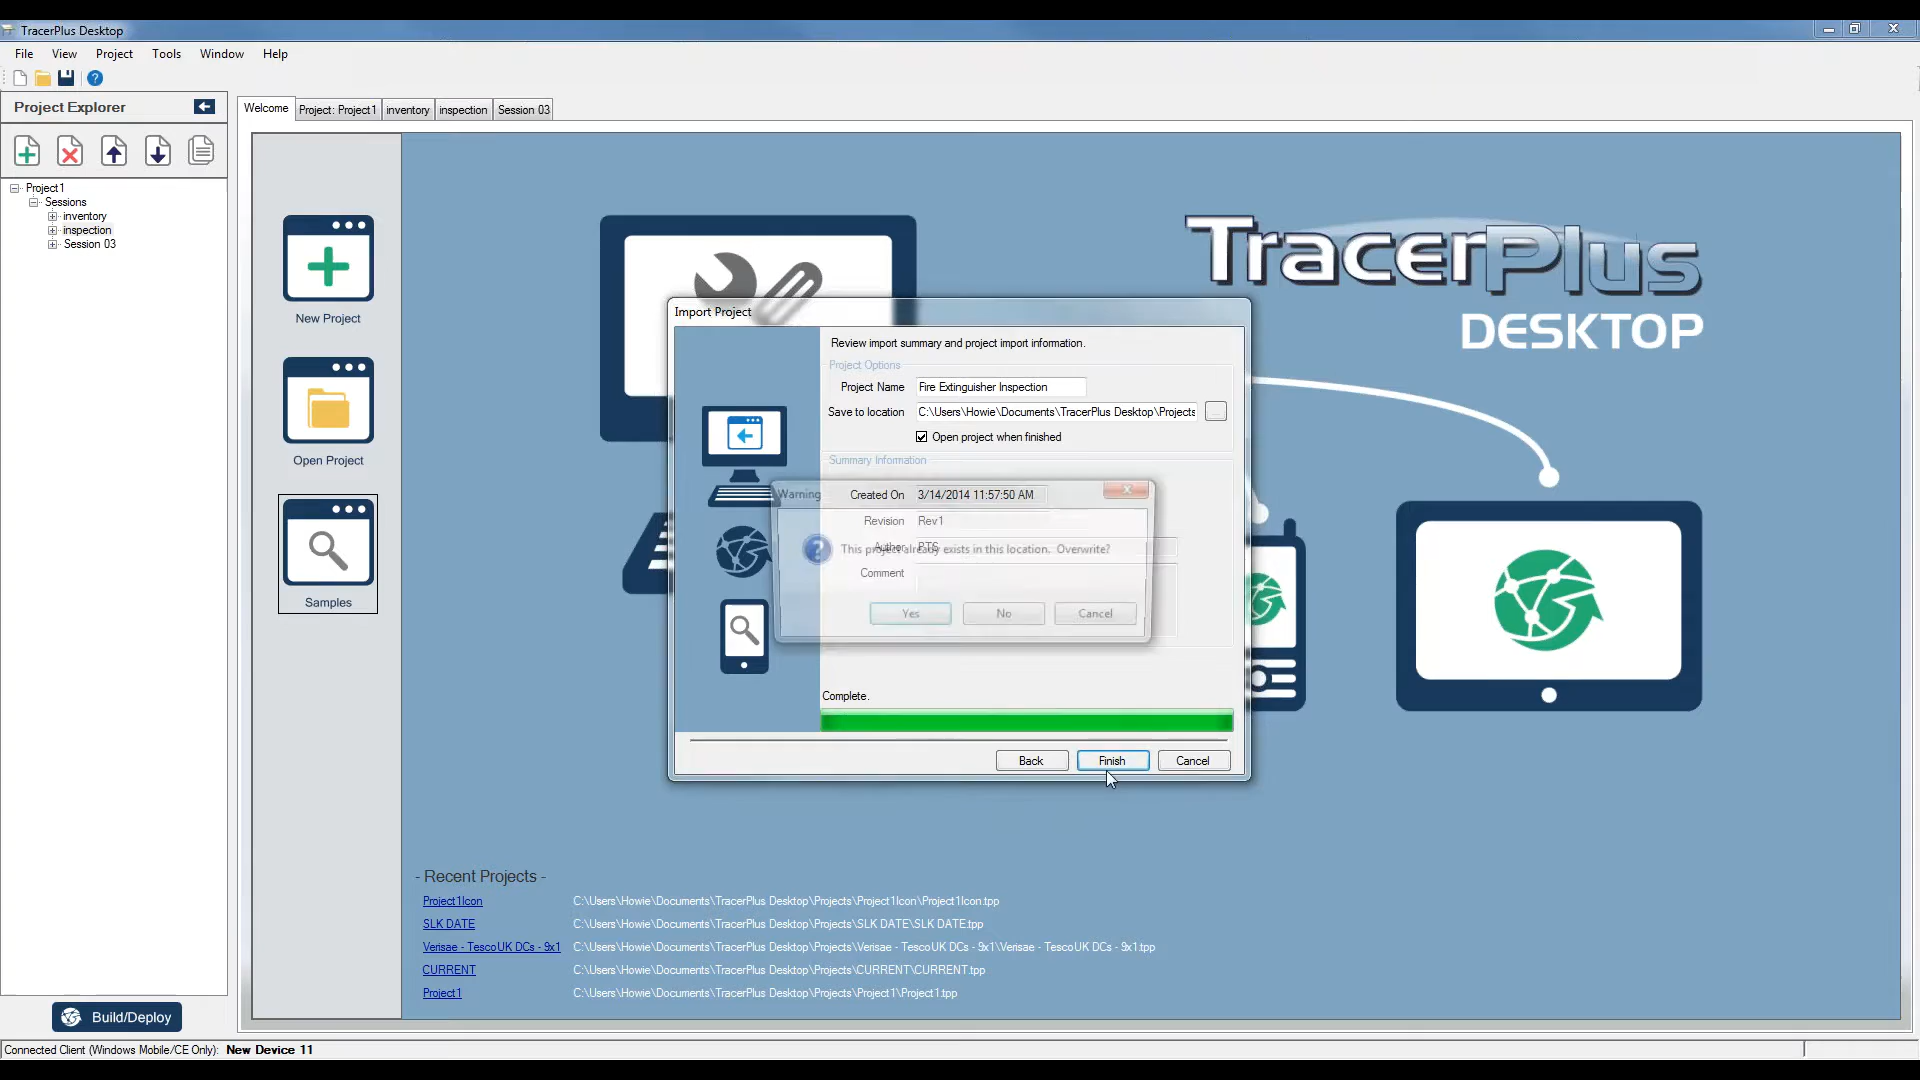 TracerPlus Desktop
File View Project Tools Window Help
Project Explorer
Welcome Project: Project1 inventory inspection Session 03
Project1
Sessions
inventory
inspection
Session 03
New Project
Open Project
Samples
TracerPlus
DESKTOP
Import Project
Review import summary and project import information.
Project Options
Project Name Fire Extinguisher Inspection
Save to location C:\Users\Howie\Documents\TracerPlus Desktop\Projects
...
Open project when finished
Summary Information
Warning
Created On 3/14/2014 11:57:50 AM
Revision Rev1
Author PTS
This project already exists in this location. Overwrite?
Comment
Yes No Cancel
Complete.
Back Finish Cancel
- Recent Projects -
Project1Icon C:\Users\Howie\Documents\TracerPlus Desktop\Projects\Project1Icon\Project1Icon.tpp
SLK DATE C:\Users\Howie\Documents\TracerPlus Desktop\Projects\SLK DATE\SLK DATE.tpp
Verisae - TescoUK DCs - 9x1 C:\Users\Howie\Documents\TracerPlus Desktop\Projects\Verisae - TescoUK DCs - 9x1\Verisae - TescoUK DCs - 9x1.tpp
CURRENT C:\Users\Howie\Documents\TracerPlus Desktop\Projects\CURRENT\CURRENT.tpp
Project1 C:\Users\Howie\Documents\TracerPlus Desktop\Projects\Project1\Project1.tpp
Build/Deploy
Connected Client (Windows Mobile/CE Only): New Device 11